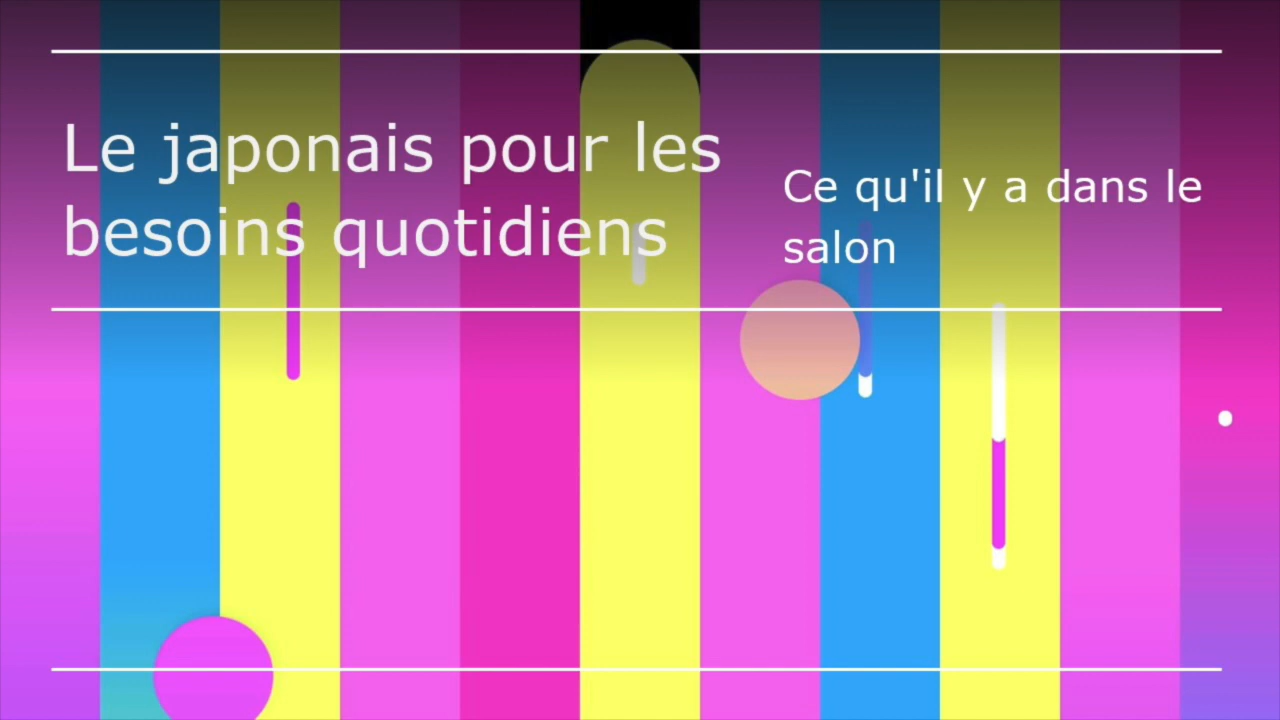 Le japonais pour les
besoins quotidiens
Ce qu'il y a dans le
salon